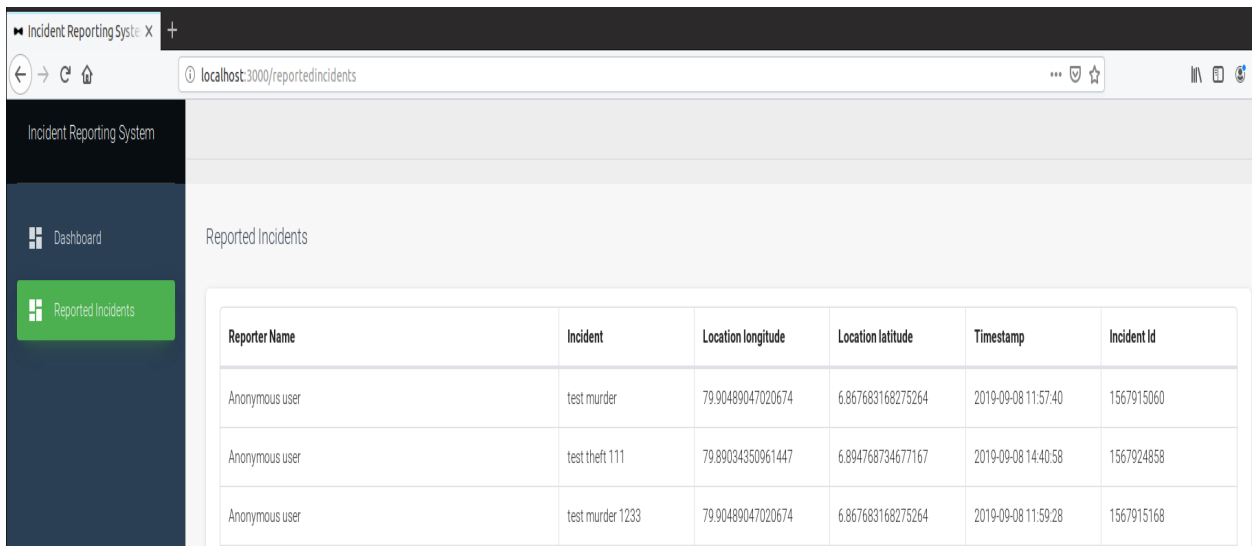 Incident Reporting Syste
localhost:3000/reportedincidents
Incident Reporting System
Dashboard
Reported Incidents
Reported Incidents
Reporter Name Incident Location longitude Location latitude Timestamp Incident Id
Anonymous user test murder 79.90489047020674 6.867683168275264 2019-09-08 11:57:40 1567915060
Anonymous user test theft 111 79.89034350961447 6.894768734677167 2019-09-08 14:40:58 1567924858
Anonymous user test murder 1233 79.90489047020674 6.867683168275264 2019-09-08 11:59:28 1567915168